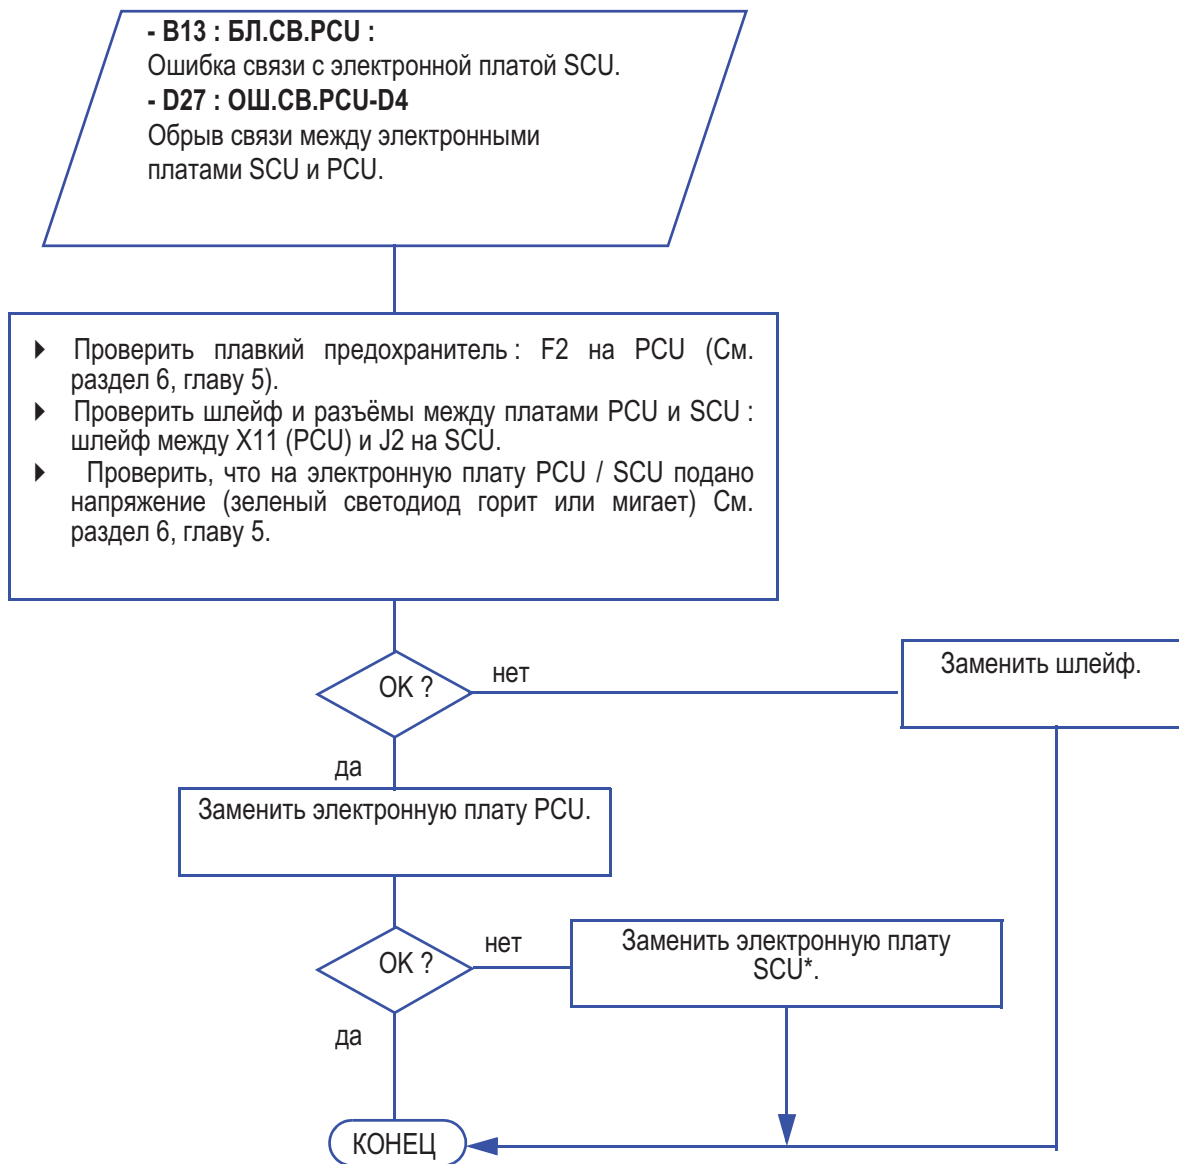 - B13 : БЛ.СВ.PCU :
Ошибка связи с электронной платой SCU.
- D27 : ОШ.СВ.PCU-D4
Обрыв связи между электронными
платами SCU и PCU.
‣ Проверить плавкий предохранитель : F2 на PCU (См.
раздел 6, главу 5).
‣ Проверить шлейф и разъёмы между платами PCU и SCU :
шлейф между X11 (PCU) и J2 на SCU.
‣ Проверить, что на электронную плату PCU / SCU подано
напряжение (зеленый светодиод горит или мигает) См.
раздел 6, главу 5.
OK ?
нет
Заменить шлейф.
да
Заменить электронную плату PCU.
OK ?
нет
Заменить электронную плату
SCU*.
да
КОНЕЦ